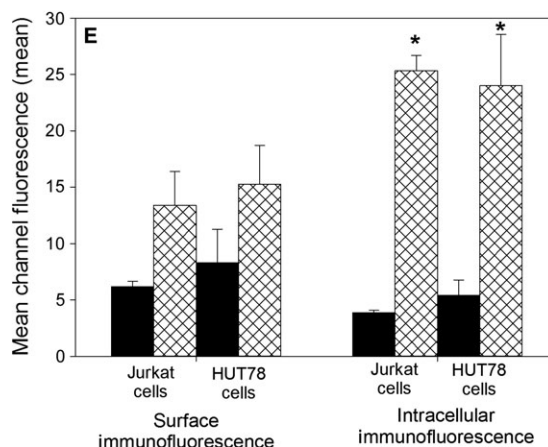 E
Mean channel fluorescence (mean)
30
25
20
15
10
5
0
* *
Jurkat cells
HUT78 cells
Jurkat cells
HUT78 cells
Surface
immunofluorescence
Intracellular
immunofluorescence